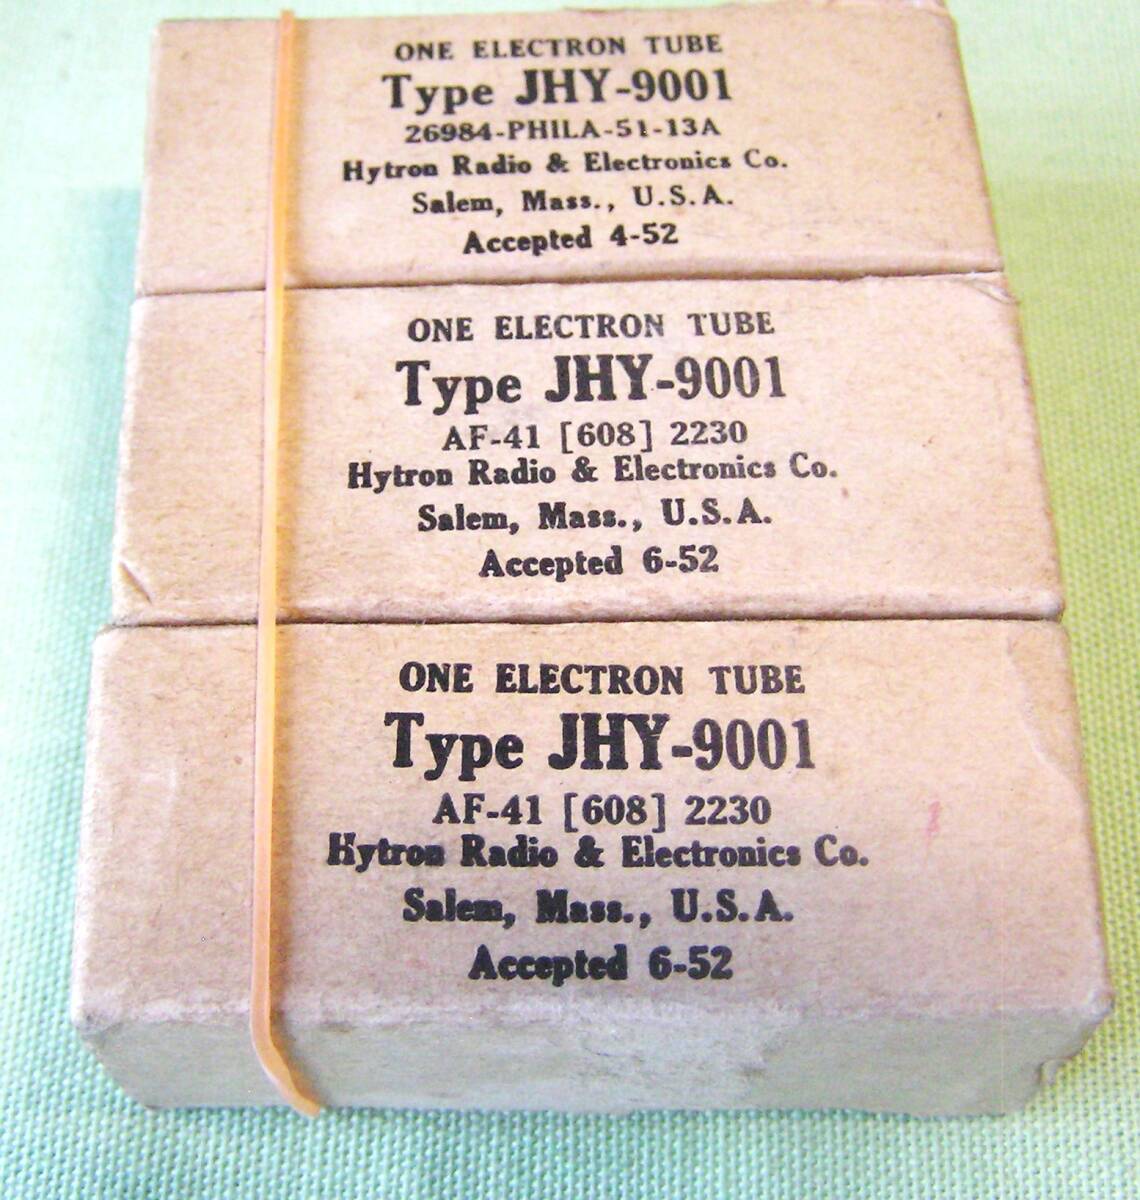 ONE ELECTRON TUBE
Type JHY-9001
26984-PHILA-51-13A
Hytron Radio & Electronics Co.
Salem, Mass., U.S.A.
Accepted 4-52
ONE ELECTRON TUBE
Type JHY-9001
AF-41 [608] 2230
Hytron Radio & Electronics Co.
Salem, Mass., U.S.A.
Accepted 6-52
ONE ELECTRON TUBE
Type JHY-9001
AF-41 [608] 2230
Hytron Radio & Electronics Co.
Salem, Mass., U.S.A.
Accepted 6-52